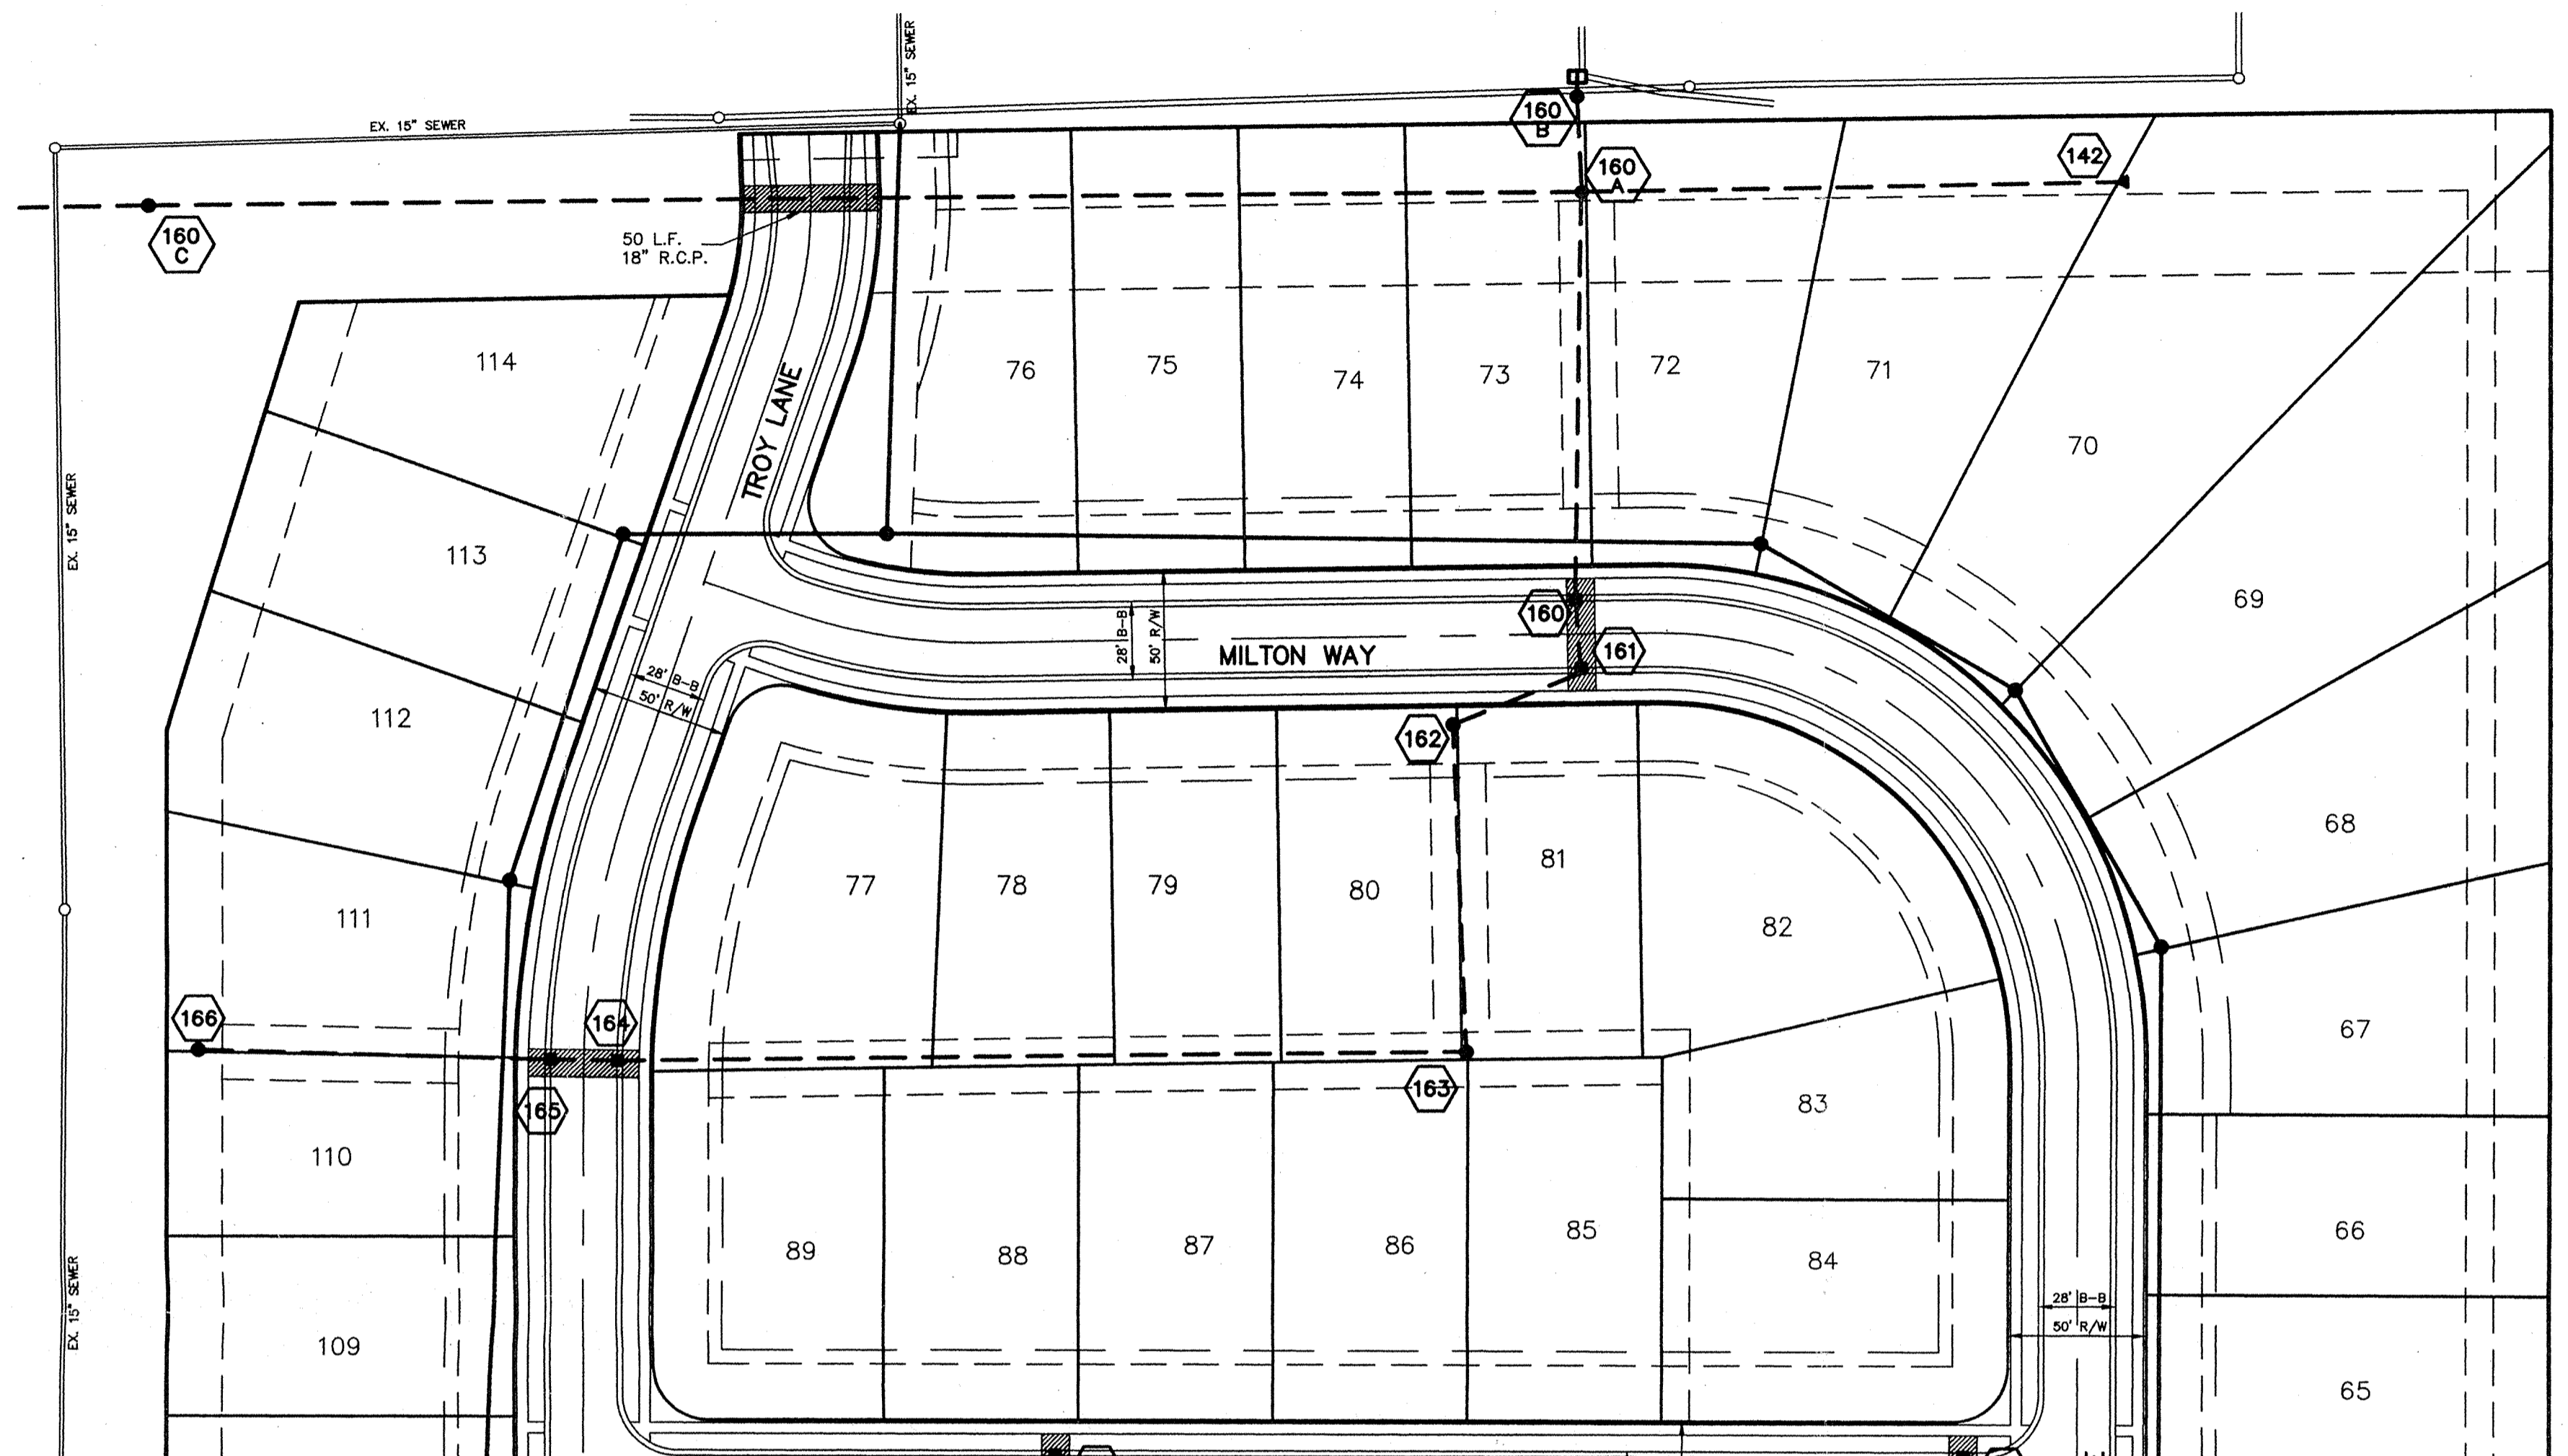 EX. 15" SEWER
EX. 15" SEWER
160
B
142
160
A
160
C
50 L.F.
18" R.C.P.
114
76
75
74
73
72
71
70
TROY LANE
EX. 15" SEWER
113
69
160
28' B-B
50' R/W
MILTON WAY
161
28' B-B
50' R/W
112
162
68
81
77
78
79
80
111
82
166
164
67
163
165
83
110
66
85
87
86
89
88
84
28' B-B
EX. 15" SEWER
50' R/W
109
65